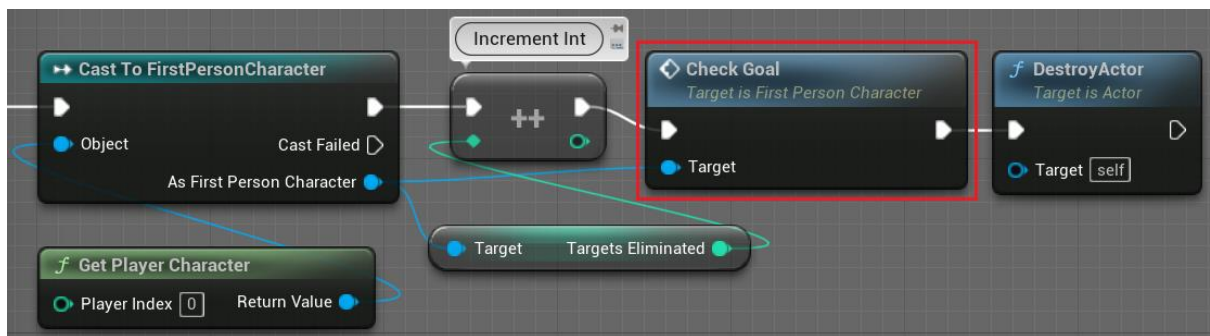 Increment Int
Cast To FirstPersonCharacter
Object
Cast Failed
As First Person Character
++
Check Goal
Target is First Person Character
Target
f DestroyActor
Target is Actor
Target self
Target Targets Eliminated
f Get Player Character
Player Index 0 Return Value